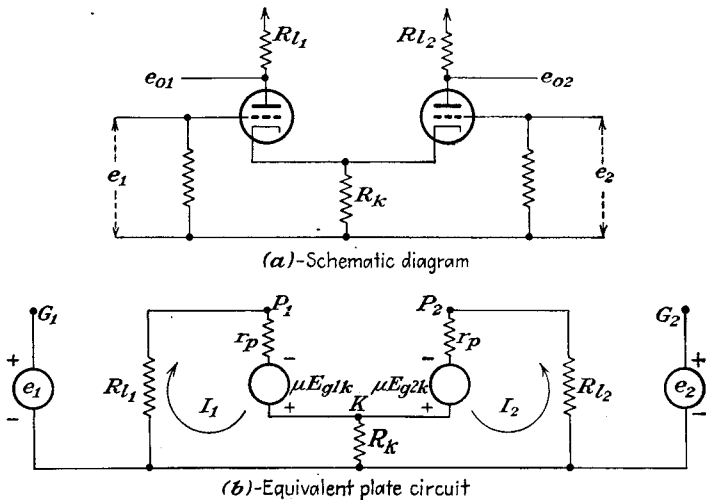 Rl1 Rl2
eo1 eo2
e1 e2
Rk
(a)-Schematic diagram
G1 P1 P2 G2
rp rp
+ - - +
e1 Rl1 I1 μEg1k μEg2k I2 Rl2 e2
- + K + -
Rk
(b)-Equivalent plate circuit